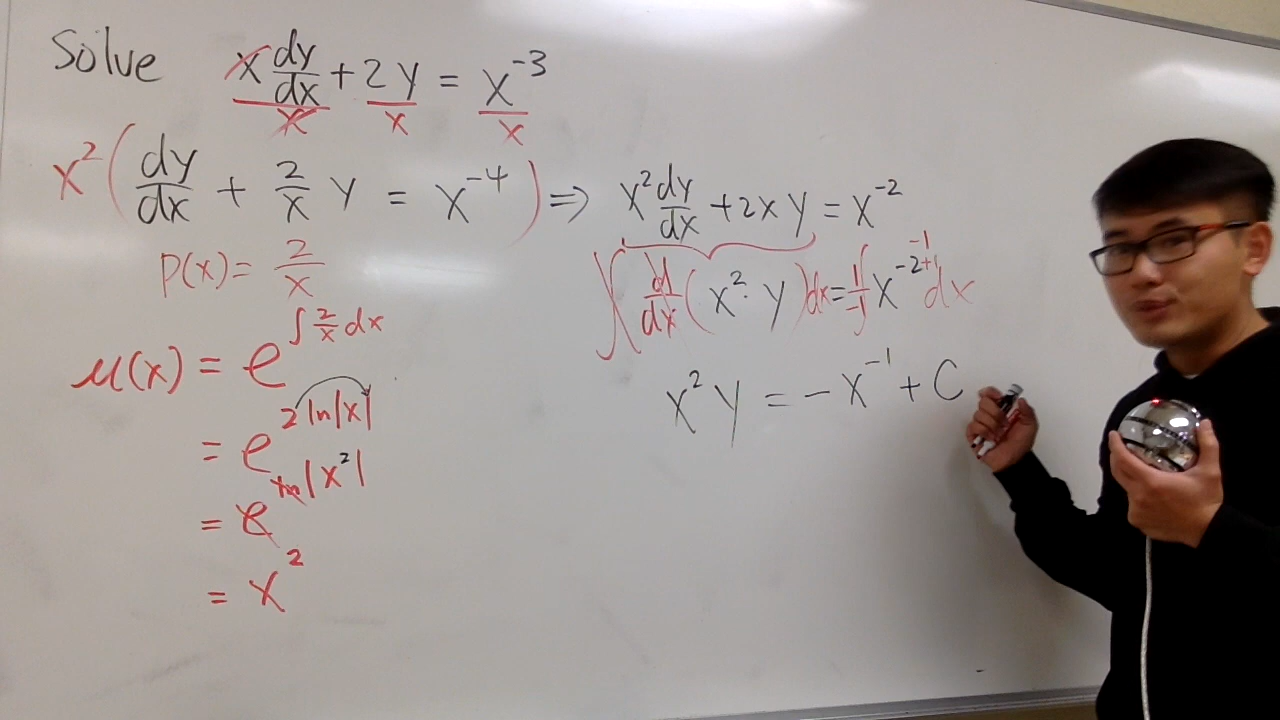 Solve x dy/dx + 2y = x^-3
x x x
x^2 ( dy/dx + 2/x y = x^-4 ) ⇒ x^2 dy/dx + 2xy = x^-2
P(x) = 2/x
μ(x) = e^∫ 2/x dx
= e^2 ln|x|
= e^ln|x^2|
= x^2
∫ d/dx ( x^2 · y ) dx = 1/-1 ∫ x^-2+1 -1 dx
x^2 y = -x^-1 + C